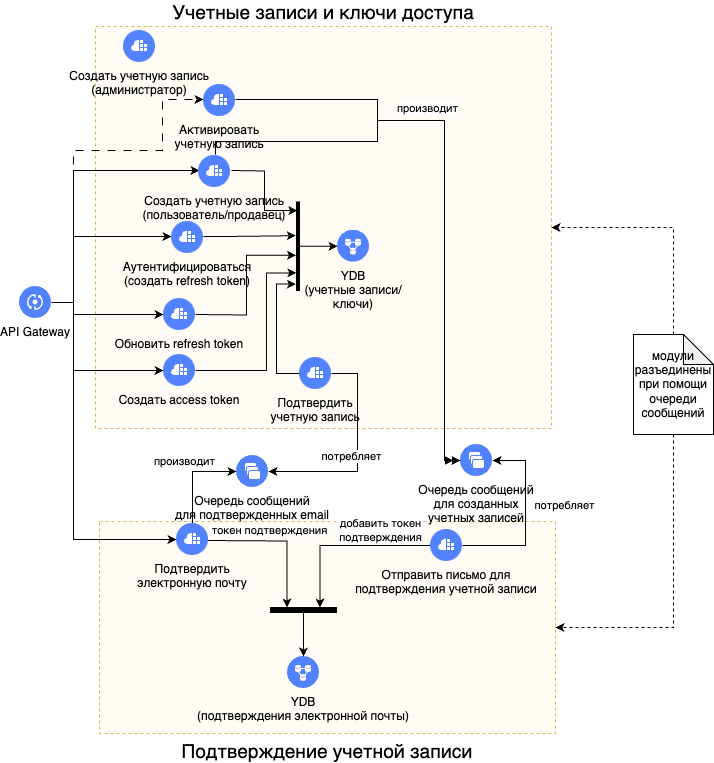 Учетные записи и ключи доступа
Создать учетную запись
(администратор)
производит
Активировать
учетную запись
Создать учетную запись
(пользователь/продавец)
Аутентифицироваться
(создать refresh token)
YDB
(учетные записи/
ключи)
API Gateway
Обновить refresh token
Создать access token
Подтвердить
учетную запись
модули
разъединены
при помощи
очереди
сообщений
производит
потребляет
Очередь сообщений
для подтвержденных email
Очередь сообщений
для созданных
учетных записей
потребляет
токен подтверждения
добавить токен
подтверждения
Подтвердить
электронную почту
Отправить письмо для
подтверждения учетной записи
YDB
(подтверждения электронной почты)
Подтверждение учетной записи